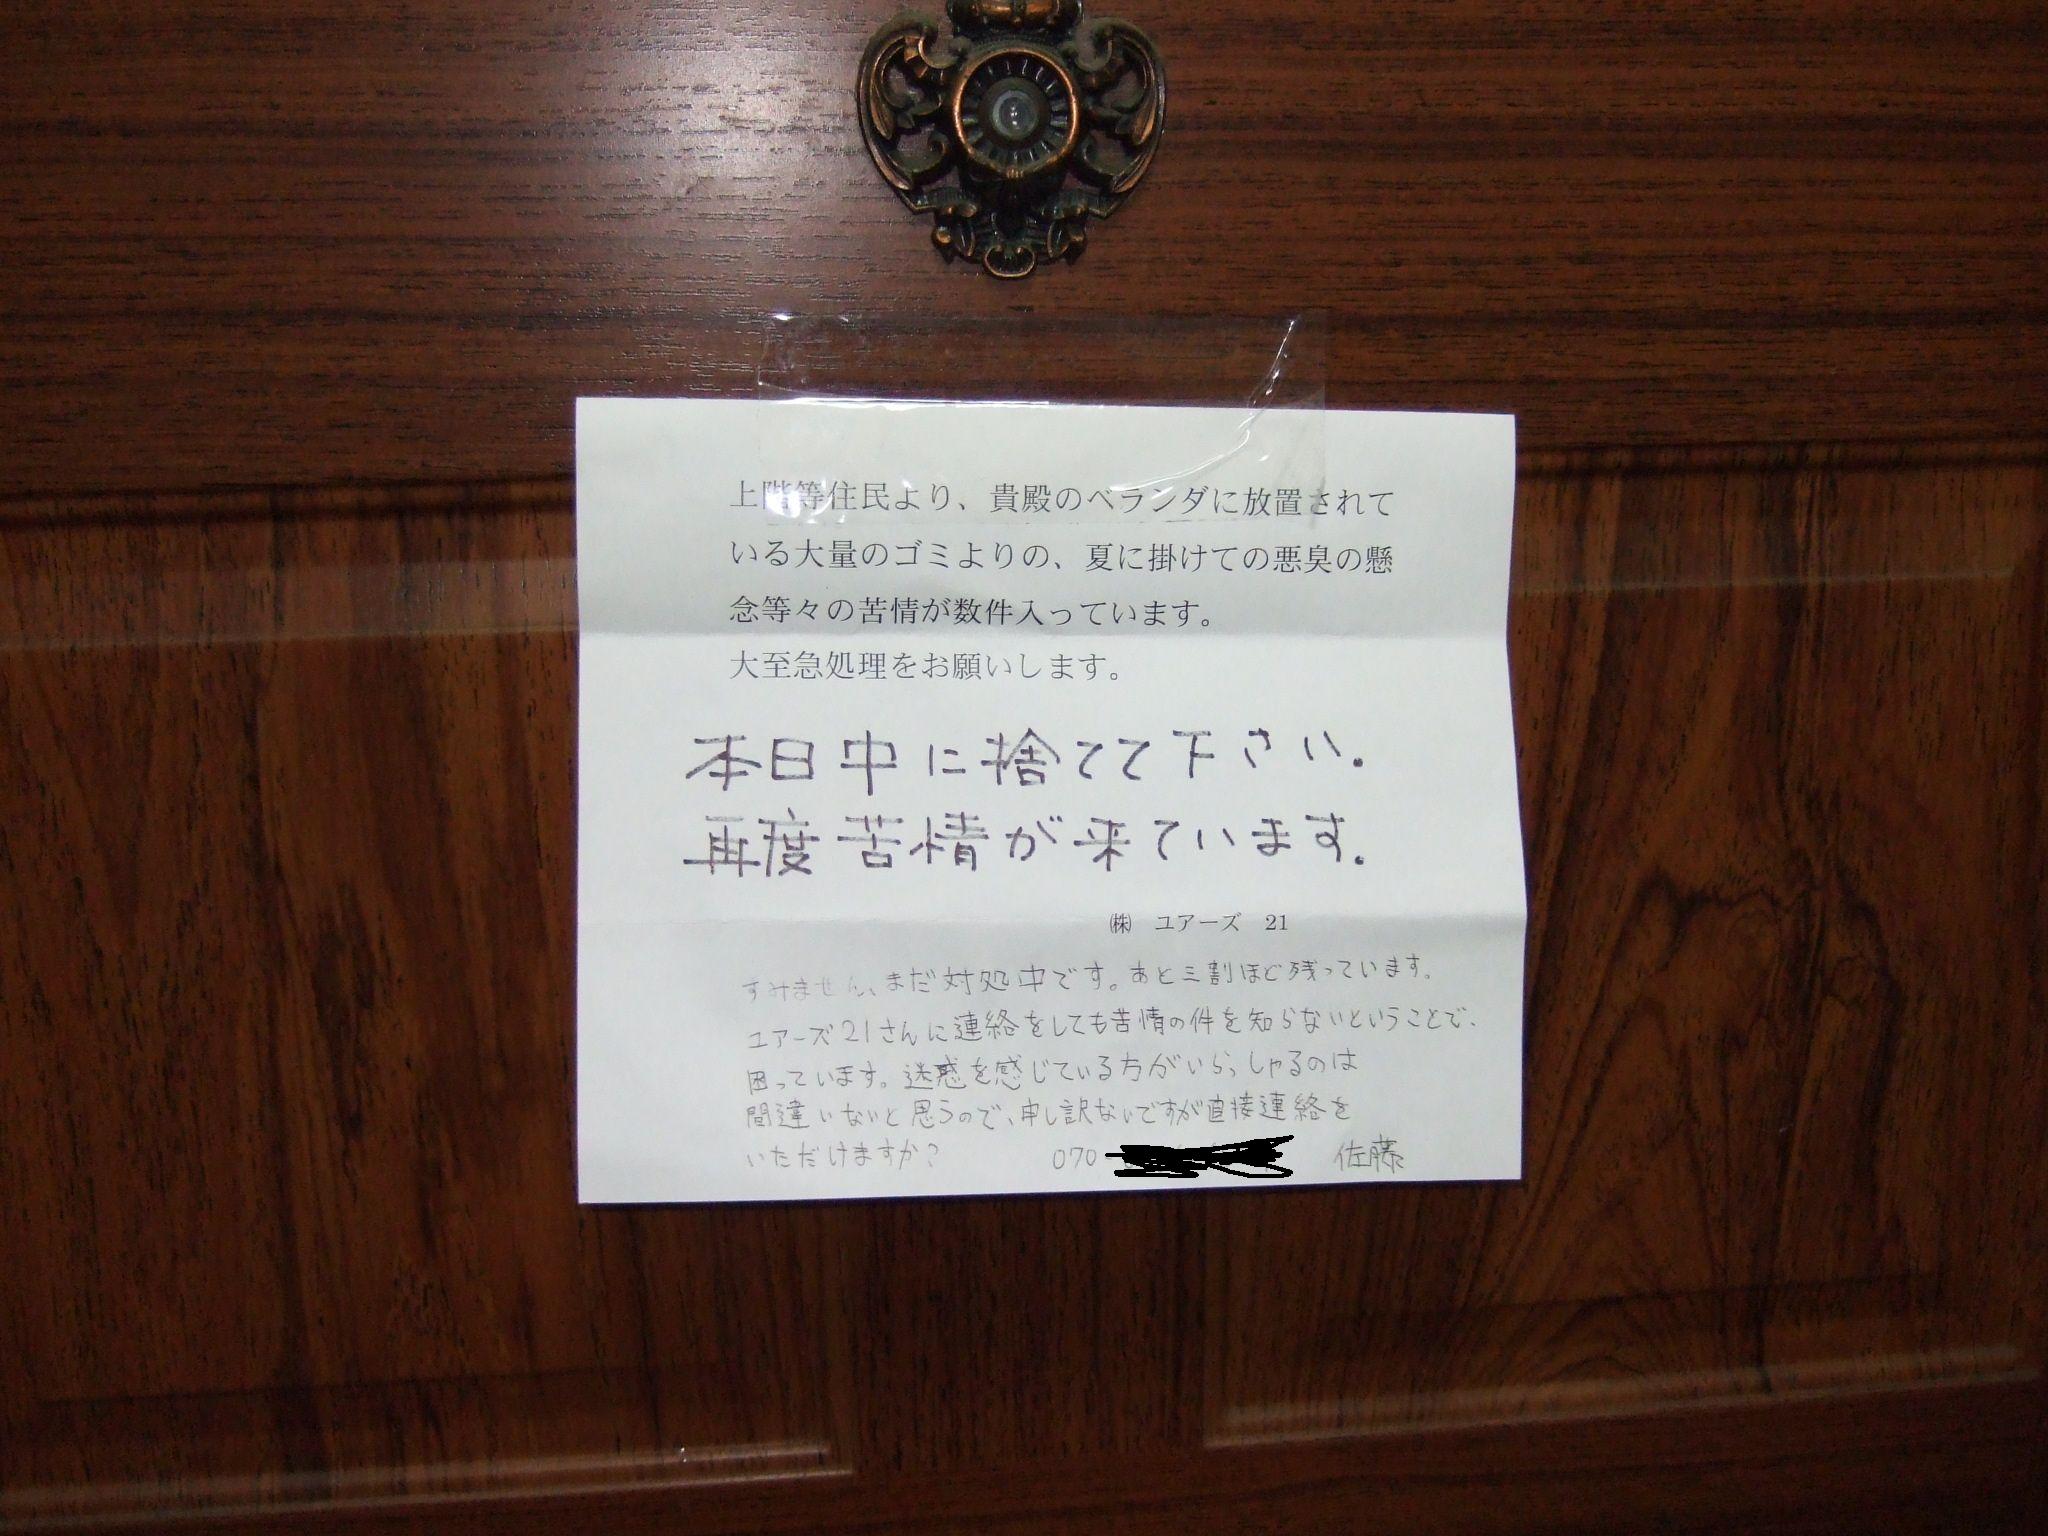 上階等住民より、貴殿のベランダに放置されて
いる大量のゴミよりの、夏に掛けての悪臭の懸
念等々の苦情が数件入っています。
大至急処理をお願いします。
本日中に捨てて下さい.
再度苦情が来ています.
㈱ ユアーズ 21
すみません、まだ対処中です。あと三割ほど残っています。
ユアーズ21さんに連絡をしても苦情の件を知らないということで、
困っています。迷惑を感じている方がいらっしゃるのは
間違いないと思うので、申し訳ないですが直接連絡を
いただけますか? 070- 佐藤